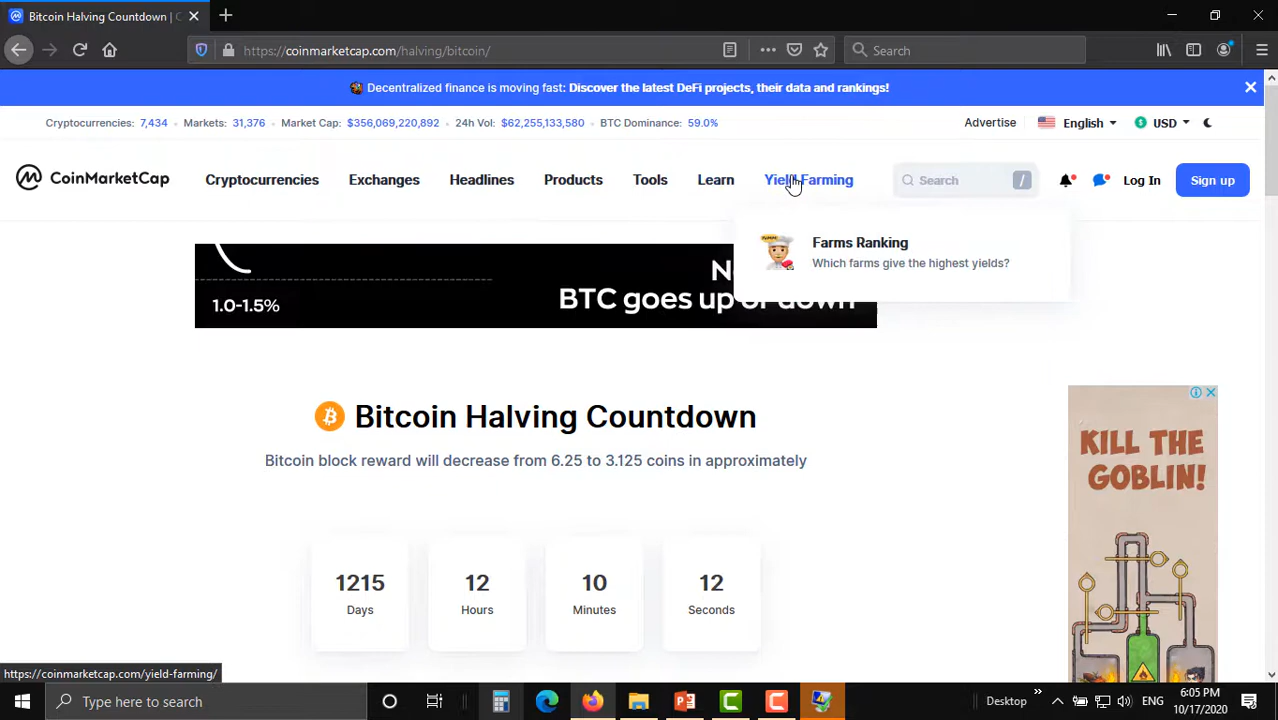 Bitcoin Halving Countdown | C
https://coinmarketcap.com/halving/bitcoin/
Search
Decentralized finance is moving fast: Discover the latest DeFi projects, their data and rankings!
Cryptocurrencies: 7,434 Markets: 31,376 Market Cap: $356,069,220,892 24h Vol: $62,255,133,580 BTC Dominance: 59.0%
Advertise English USD
CoinMarketCap Cryptocurrencies Exchanges Headlines Products Tools Learn Yield Farming Search / Log In Sign up
Farms Ranking
Which farms give the highest yields?
BTC goes up or down
1.0-1.5%
Bitcoin Halving Countdown
Bitcoin block reward will decrease from 6.25 to 3.125 coins in approximately
1215 12 10 12
Days Hours Minutes Seconds
KILL THE
GOBLIN!
https://coinmarketcap.com/yield-farming/
Type here to search
Desktop ENG
6:05 PM
10/17/2020